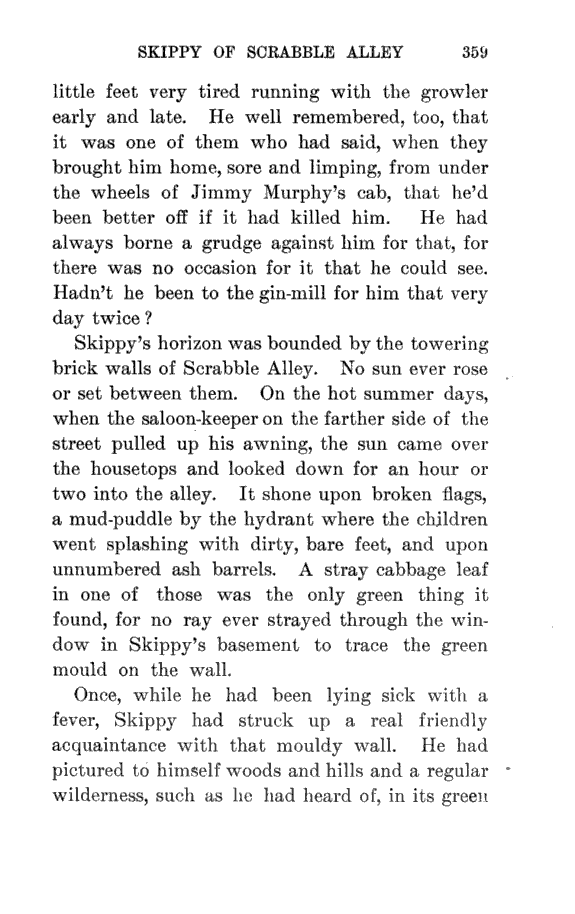 SKIPPY OF SCRABBLE ALLEY 359
little feet very tired running with the growler
early and late. He well remembered, too, that
it was one of them who had said, when they
brought him home, sore and limping, from under
the wheels of Jimmy Murphy's cab, that he'd
been better off if it had killed him. He had
always borne a grudge against him for that, for
there was no occasion for it that he could see.
Hadn't he been to the gin-mill for him that very
day twice?
Skippy's horizon was bounded by the towering
brick walls of Scrabble Alley. No sun ever rose
or set between them. On the hot summer days,
when the saloon-keeper on the farther side of the
street pulled up his awning, the sun came over
the housetops and looked down for an hour or
two into the alley. It shone upon broken flags,
a mud-puddle by the hydrant where the children
went splashing with dirty, bare feet, and upon
unnumbered ash barrels. A stray cabbage leaf
in one of those was the only green thing it
found, for no ray ever strayed through the win-
dow in Skippy's basement to trace the green
mould on the wall.
Once, while he had been lying sick with a
fever, Skippy had struck up a real friendly
acquaintance with that mouldy wall. He had
pictured to himself woods and hills and a regular
wilderness, such as he had heard of, in its green